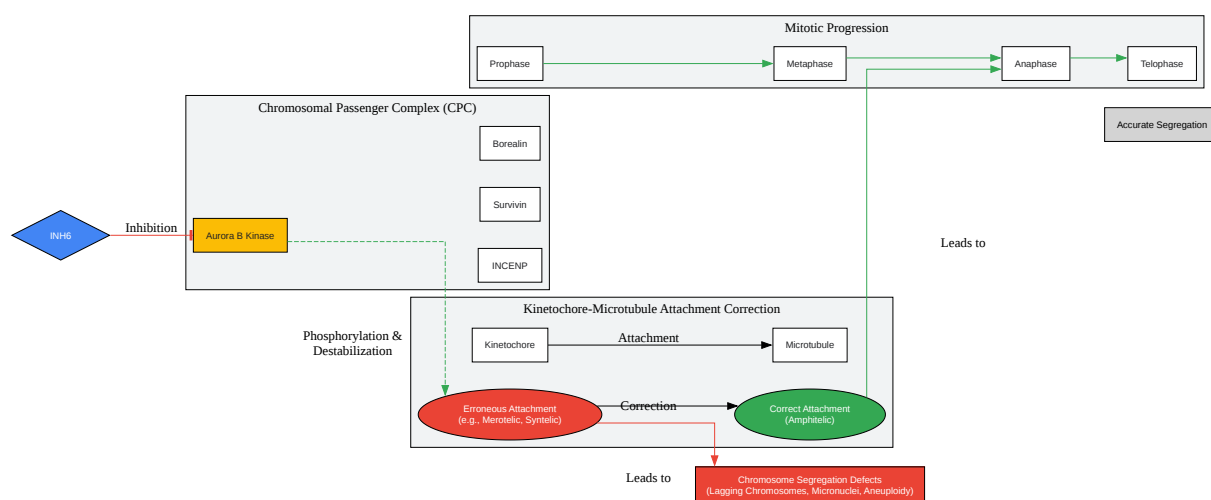 Mitotic Progression
Prophase
Metaphase
Anaphase
Telophase
Chromosomal Passenger Complex (CPC)
Accurate Segregation
Borealin
Survivin
INH6
Inhibition
Aurora B Kinase
INCENP
Leads to
Kinetochore-Microtubule Attachment Correction
Phosphorylation &
Destabilization
Kinetochore
Attachment
Microtubule
Erroneous Attachment
(e.g., Merotelic, Syntelic)
Correction
Correct Attachment
(Amphitelic)
Leads to
Chromosome Segregation Defects
(Lagging Chromosomes, Micronuclei, Aneuploidy)